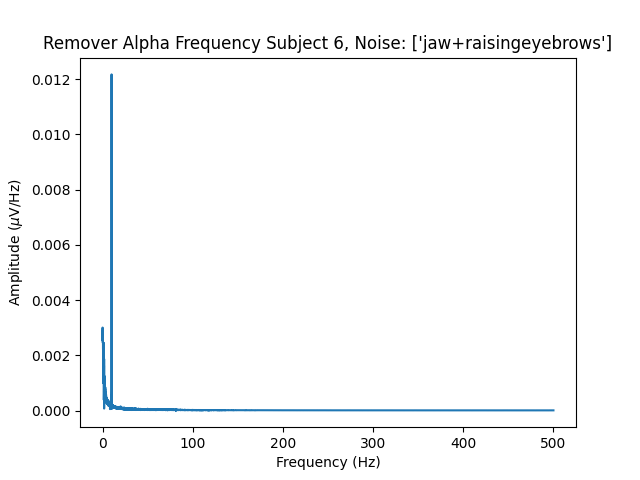 Remover Alpha Frequency Subject 6, Noise: ['jaw+raisingeyebrows']
Amplitude (μV/Hz)
0.012
0.010
0.008
0.006
0.004
0.002
0.000
0 100 200 300 400 500
Frequency (Hz)